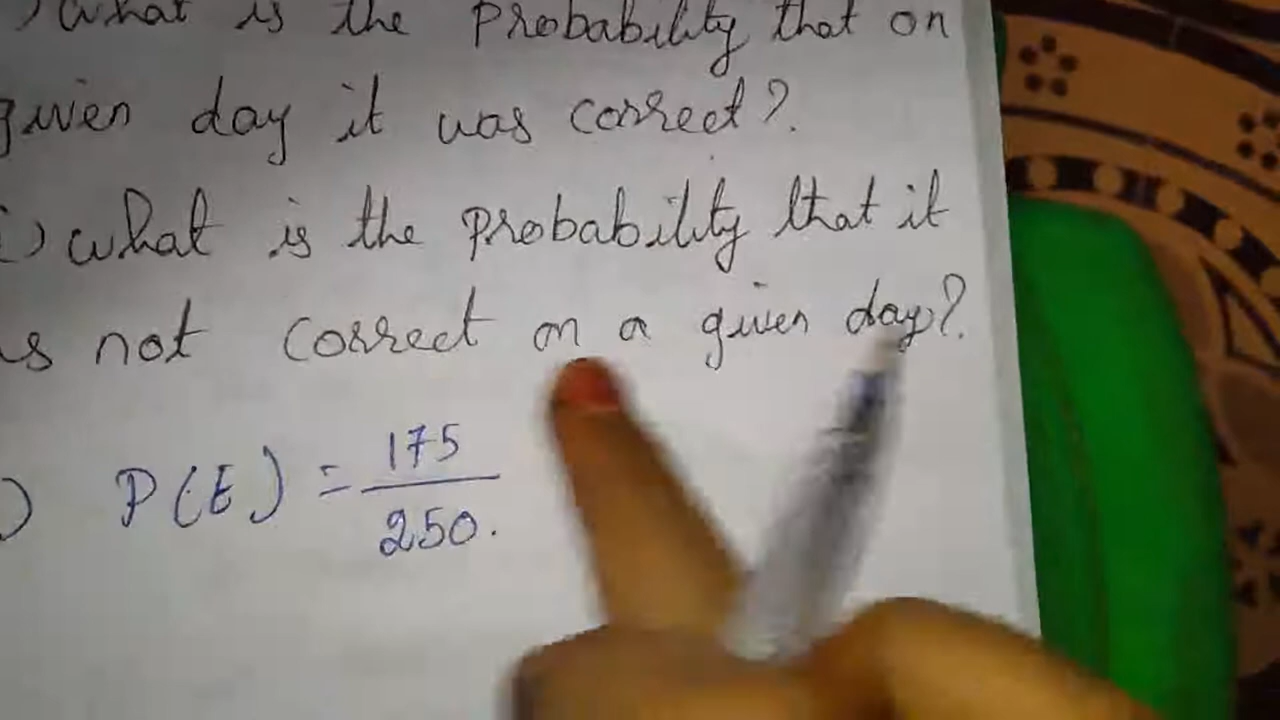 ) What is the Probability that on
given day it was correct?.
i) What is the probability that it
is not correct on a given day?.
) P(E) = 175/250.